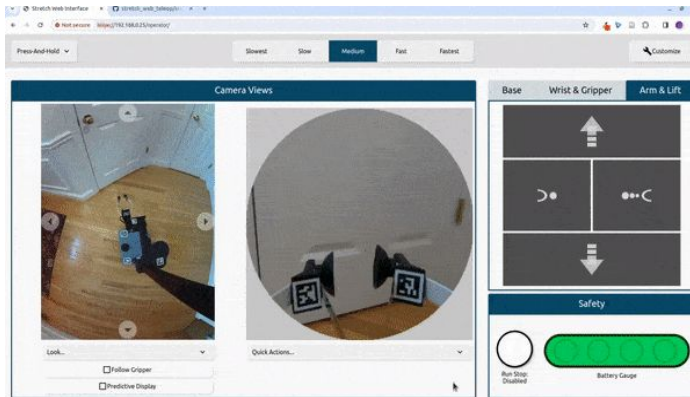 Stretch Web Interface
stretch_web_teleop/
Not secure
https://192.168.0.25/operator/
Press-And-Hold
Slowest
Slow
Medium
Fast
Fastest
Customize
Camera Views
Look...
Follow Gripper
Predictive Display
Quick Actions...
Base
Wrist & Gripper
Arm & Lift
Safety
Run Stop:
Disabled
Battery Gauge